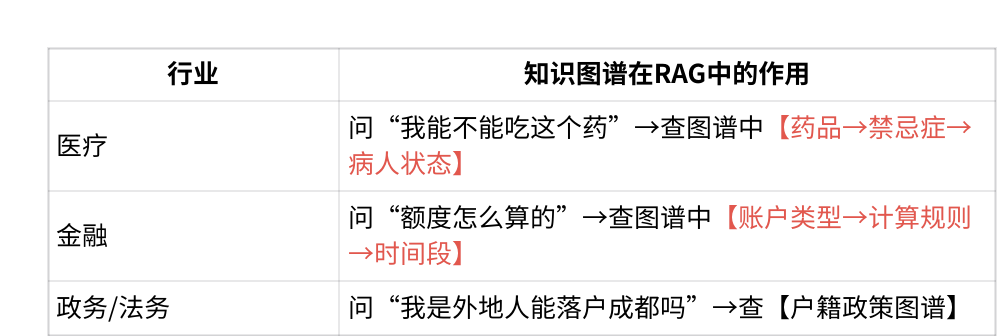 行业
知识图谱在RAG中的作用
医疗
问“我能不能吃这个药”→查图谱中【药品→禁忌症→
病人状态】
金融
问“额度怎么算的”→查图谱中【账户类型→计算规则
→时间段】
政务/法务
问“我是外地人能落户成都吗”→查【户籍政策图谱】